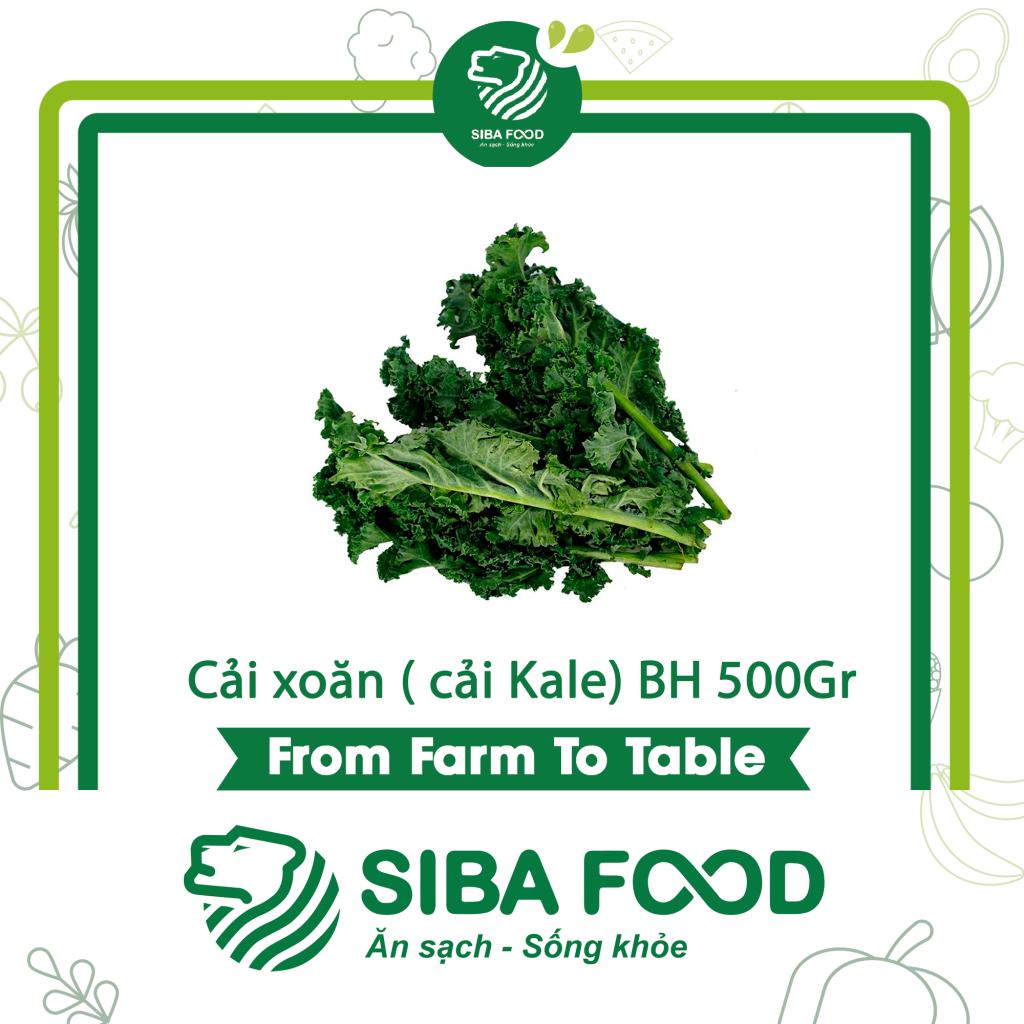 SIBA FOOD
Ăn sạch - Sống khỏe
Cải xoăn ( cải Kale) BH 500Gr
From Farm To Table
SIBA FOOD
Ăn sạch - Sống khỏe